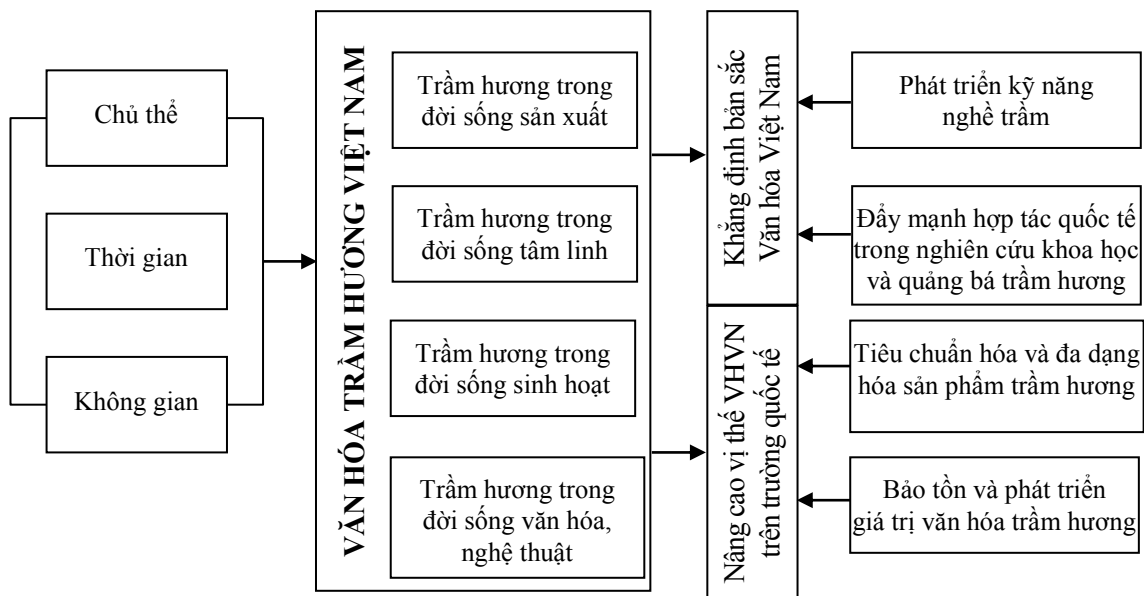 Chủ thể
Thời gian
Không gian
VĂN HÓA TRẦM HƯƠNG VIỆT NAM
Trầm hương trong
đời sống sản xuất
Trầm hương trong
đời sống tâm linh
Trầm hương trong
đời sống sinh hoạt
Trầm hương trong
đời sống văn hóa,
nghệ thuật
Khẳng định bản sắc
Văn hóa Việt Nam
Nâng cao vị thế VHVN
trên trường quốc tế
Phát triển kỹ năng
nghề trầm
Đẩy mạnh hợp tác quốc tế
trong nghiên cứu khoa học
và quảng bá trầm hương
Tiêu chuẩn hóa và đa dạng
hóa sản phẩm trầm hương
Bảo tồn và phát triển
giá trị văn hóa trầm hương